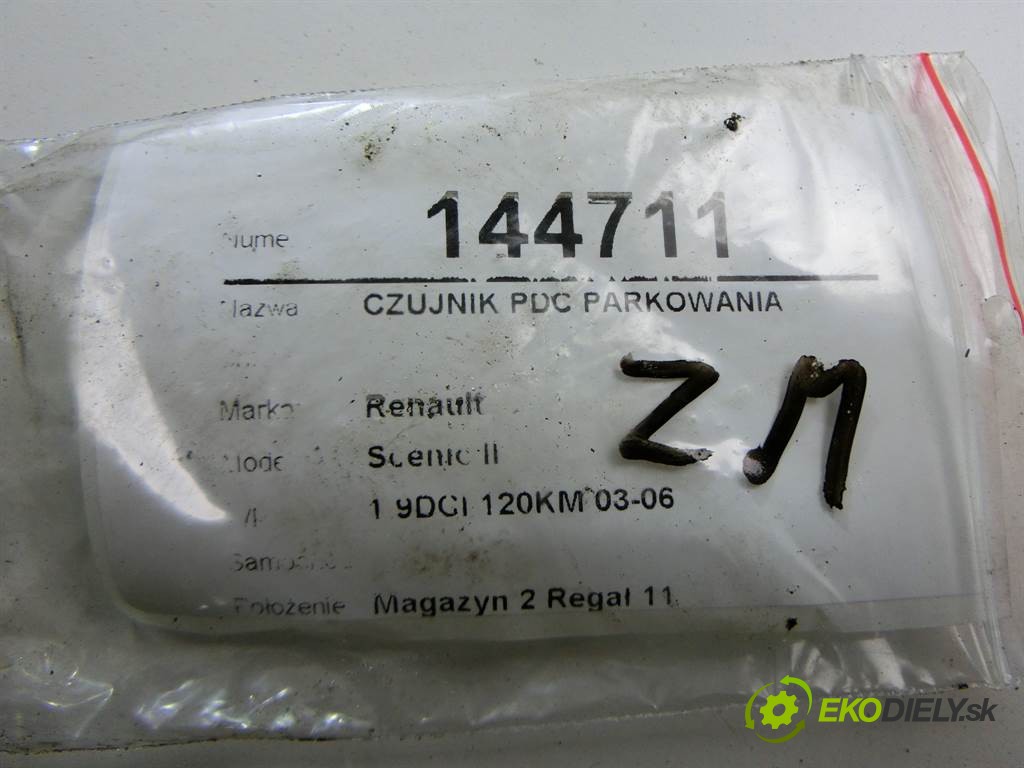 144711
Nazwa CZUJNIK PDC PARKOWANIA
Marka Renault
Scenic II
1.9DCI 120KM 03-06
Położenie Magazyn 2 Regał 11
ZM
EKODIELY.sk